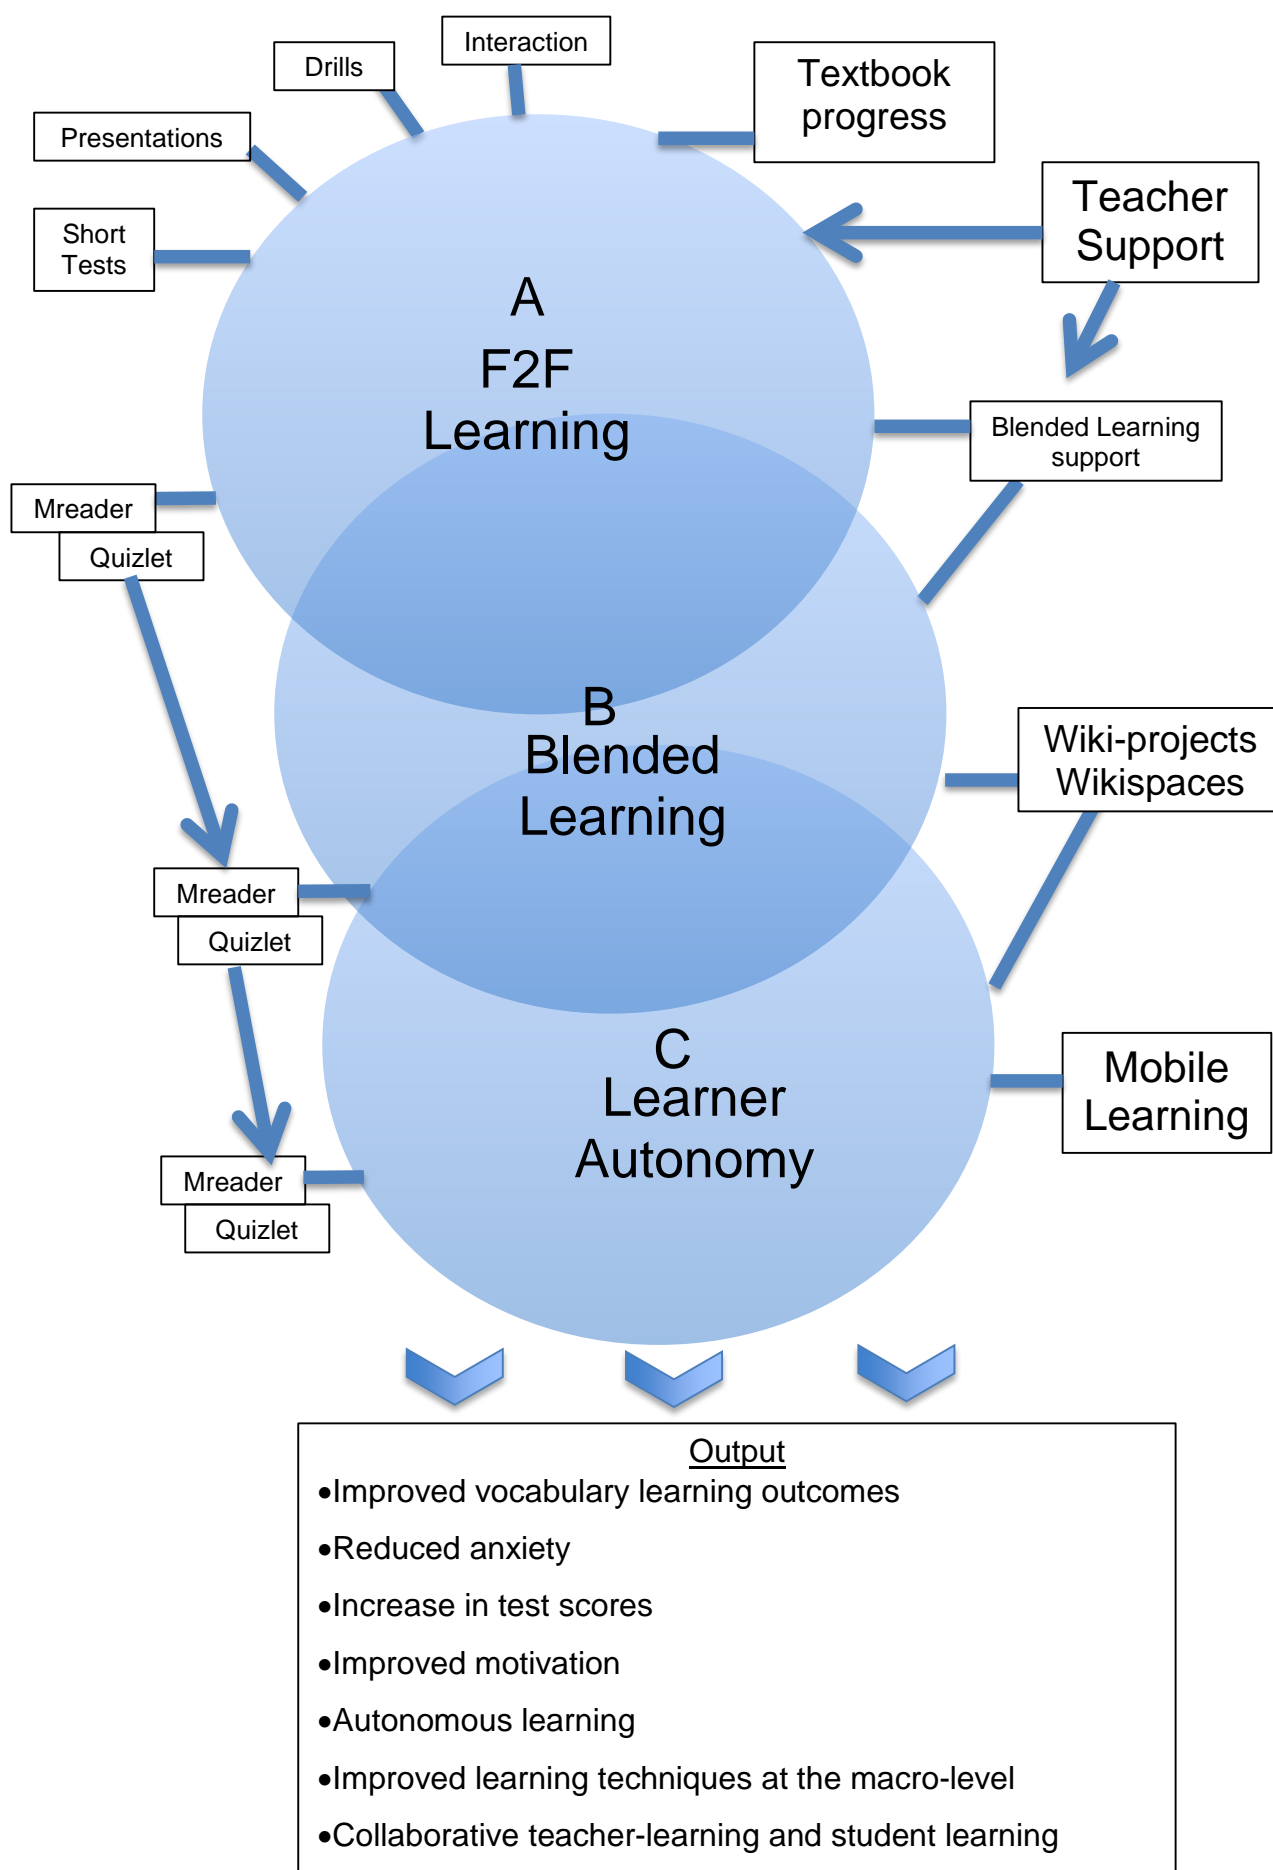 Interaction
Drills
Textbook
progress
Presentations
Teacher
Support
Short
Tests
A
F2F
Learning
Blended Learning
support
Mreader
Quizlet
B
Blended
Learning
Wiki-projects
Wikispaces
Mreader
Quizlet
C
Learner
Autonomy
Mobile
Learning
Mreader
Quizlet
Output
•Improved vocabulary learning outcomes
•Reduced anxiety
•Increase in test scores
•Improved motivation
•Autonomous learning
•Improved learning techniques at the macro-level
•Collaborative teacher-learning and student learning